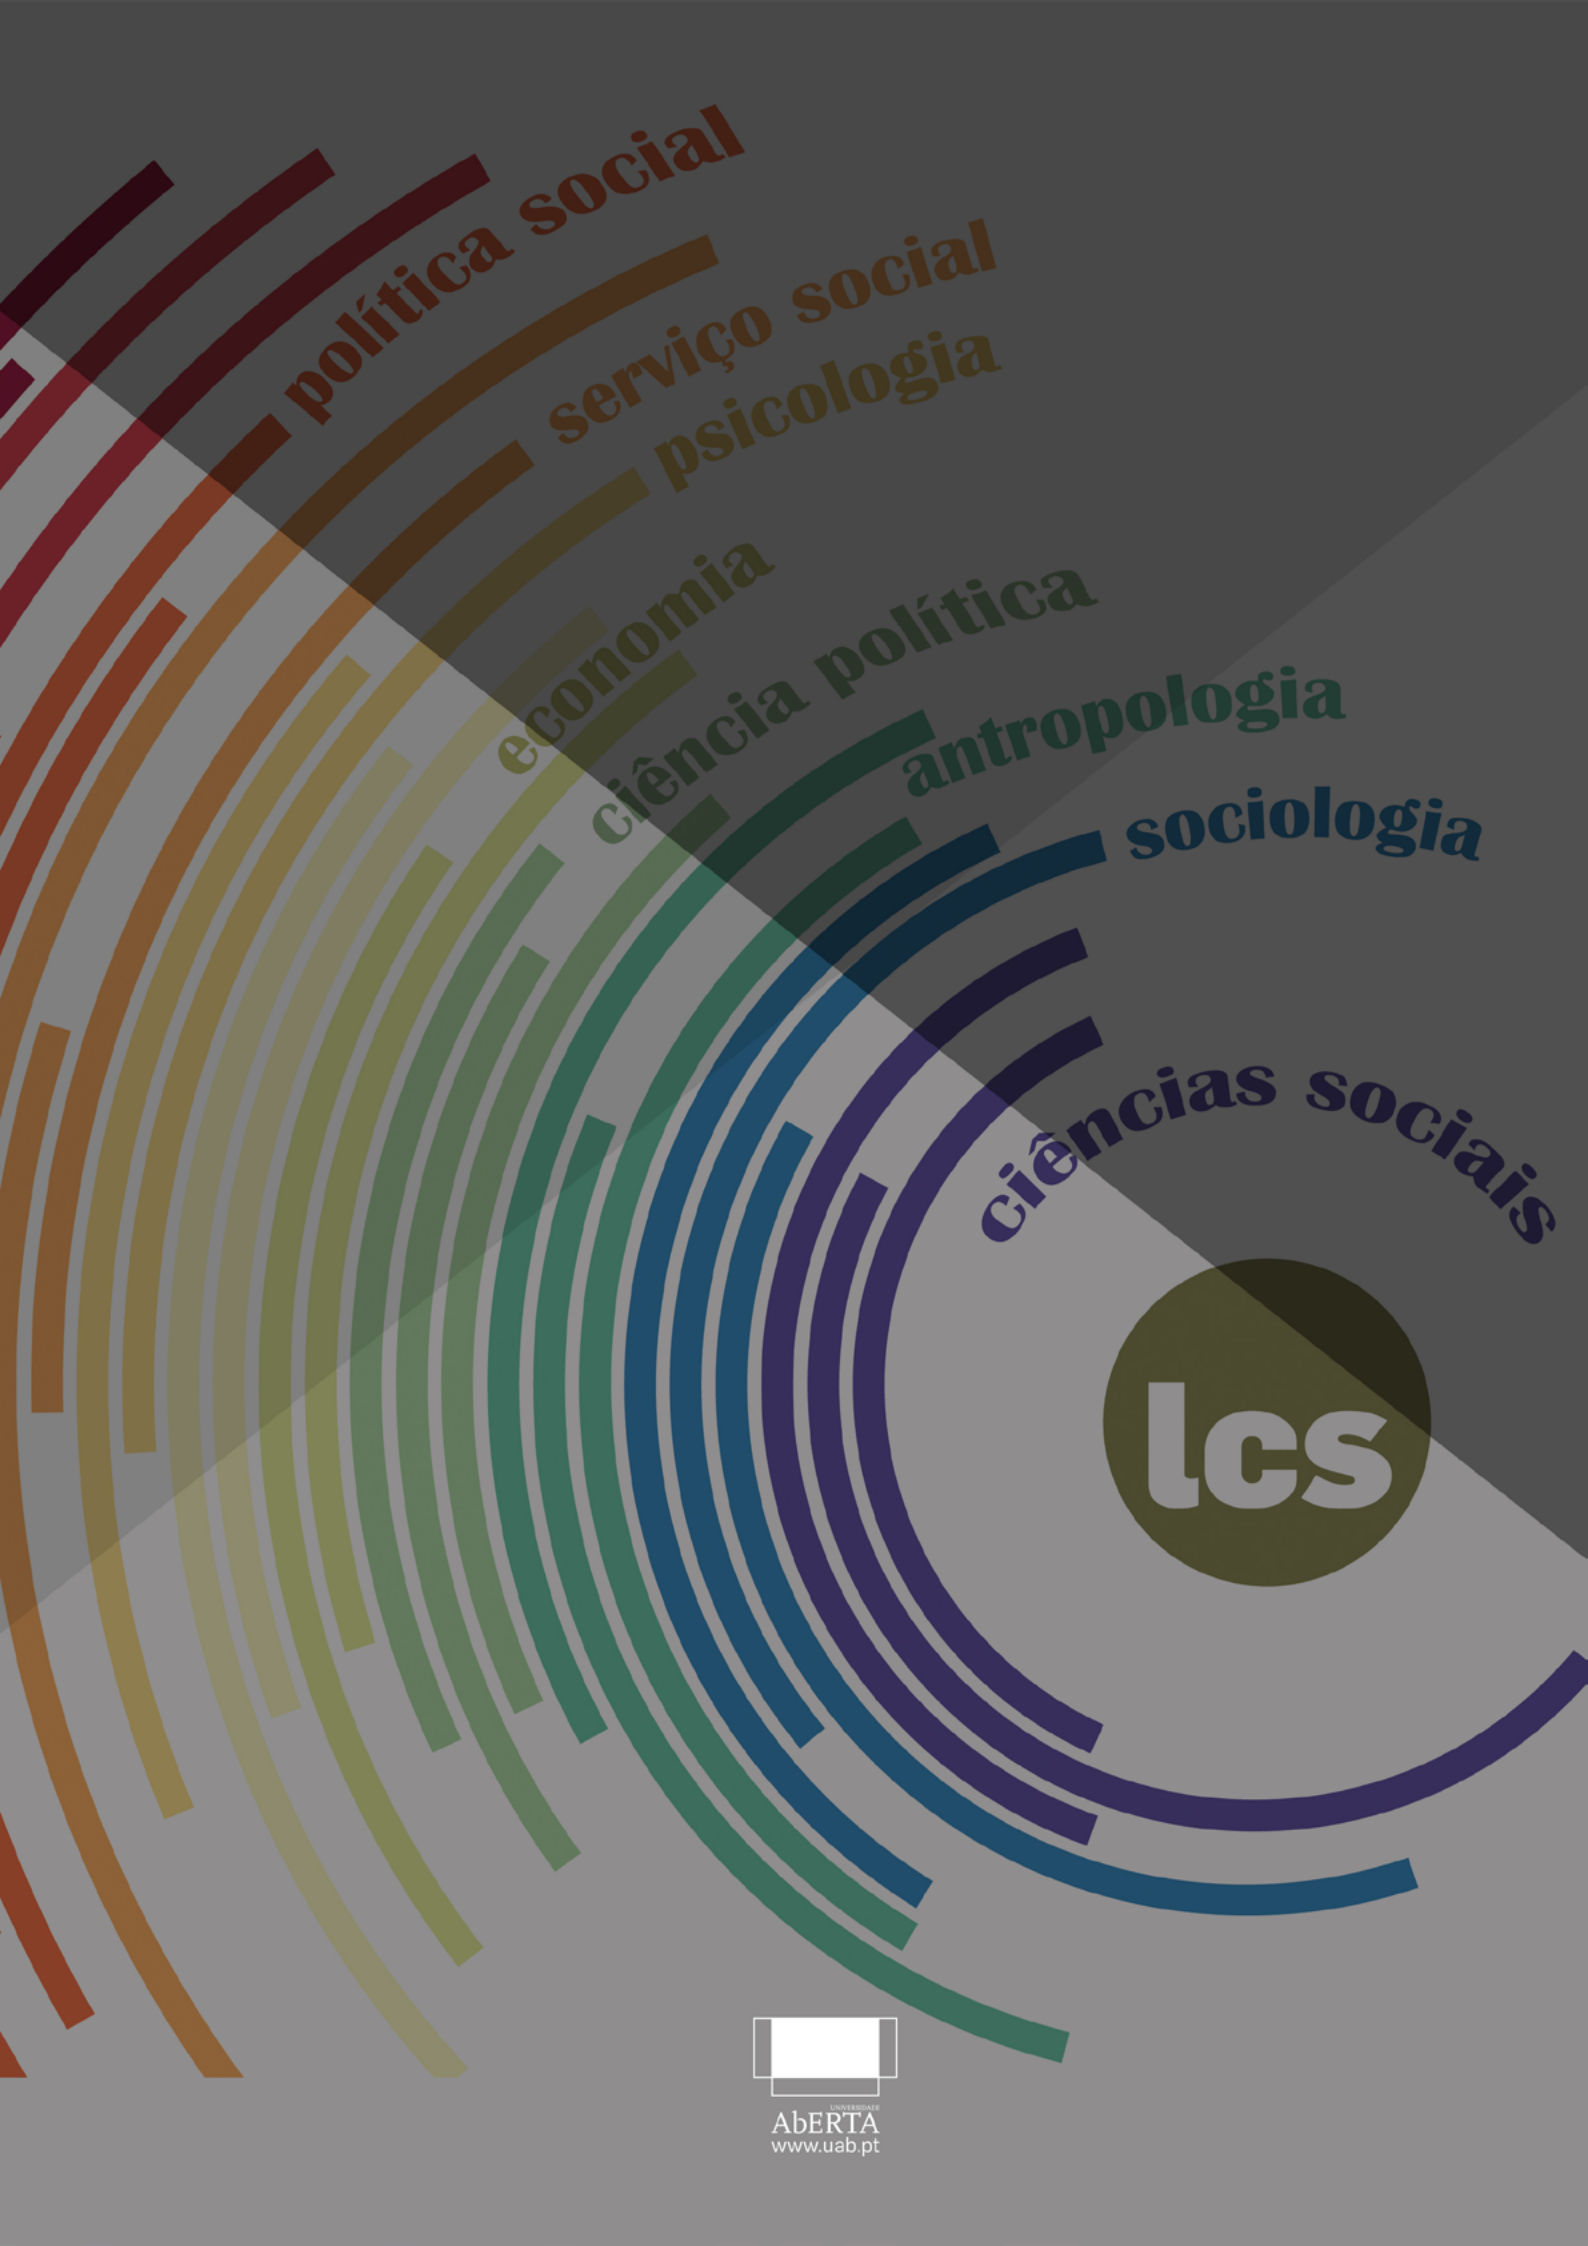 política social
serviço social
psicologia
economia
ciência política
antropologia
sociologia
ciências sociais
lcs
UNIVERSIDADE
AbERTA
www.uab.pt